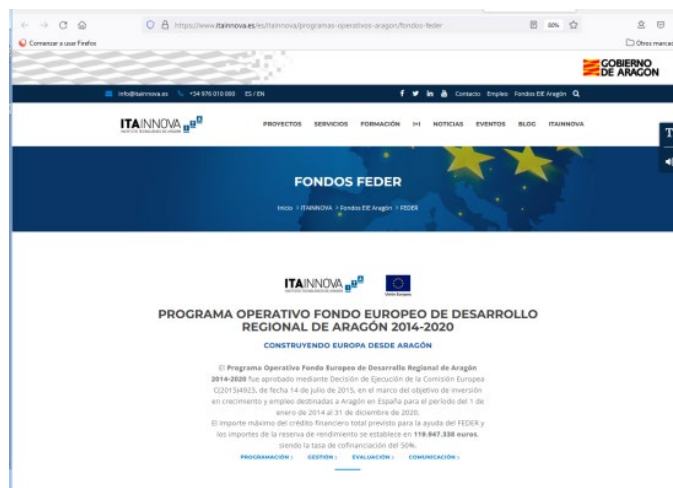 https://www.itainnova.es/es/itainnova/programas-operativos-aragon/fondos-feder
80%
Comenzar a usar Firefox
Otros marcad
GOBIERNO
DE ARAGÓN
info@itainnova.es +34 976 010 000 ES / EN
Contacto Empleo Fondos EIE Aragón
ITAINNOVA
PROYECTOS SERVICIOS FORMACIÓN I+I NOTICIAS EVENTOS BLOG ITAINNOVA
FONDOS FEDER
Inicio > ITAINNOVA > Fondos EIE Aragón > FEDER
ITAINNOVA
Unión Europea
PROGRAMA OPERATIVO FONDO EUROPEO DE DESARROLLO
REGIONAL DE ARAGÓN 2014-2020
CONSTRUYENDO EUROPA DESDE ARAGÓN
El Programa Operativo Fondo Europeo de Desarrollo Regional de Aragón
2014-2020 fue aprobado mediante Decisión de Ejecución de la Comisión Europea
C(2015)4923, de fecha 14 de julio de 2015, en el marco del objetivo de inversión
en crecimiento y empleo destinadas a Aragón en España para el período del 1 de
enero de 2014 al 31 de diciembre de 2020.
El importe máximo del crédito financiero total previsto para la ayuda del FEDER y
los importes de la reserva de rendimiento se establece en 119.947.338 euros,
siendo la tasa de cofinanciación del 50%.
PROGRAMACIÓN GESTIÓN EVALUACIÓN COMUNICACIÓN